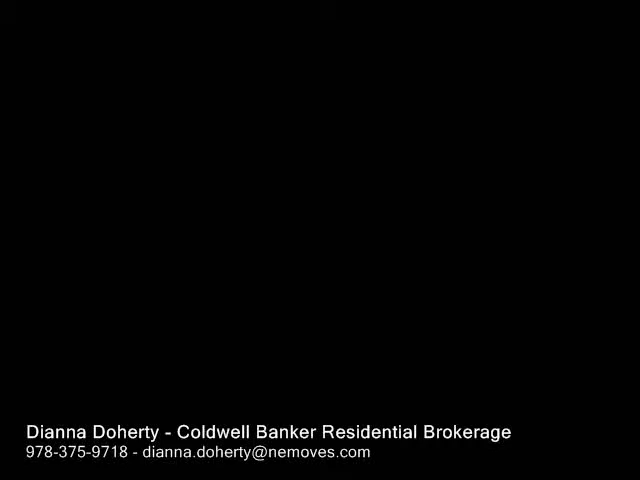 Dianna Doherty - Coldwell Banker Residential Brokerage
978-375-9718 - dianna.doherty@nemoves.com